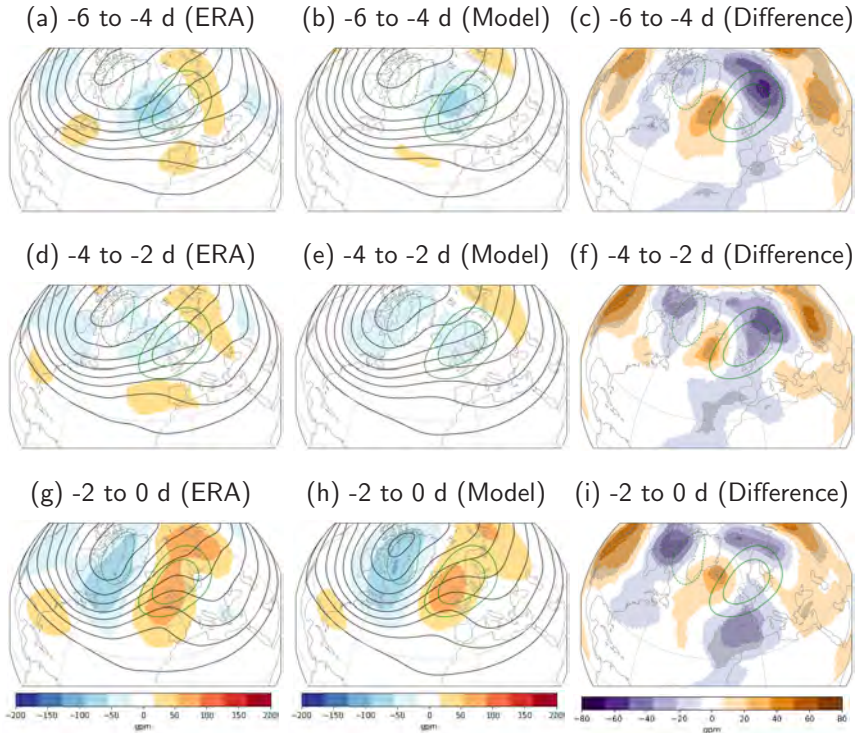 (a) -6 to -4 d (ERA) (b) -6 to -4 d (Model) (c) -6 to -4 d (Difference)
(d) -4 to -2 d (ERA) (e) -4 to -2 d (Model) (f) -4 to -2 d (Difference)
(g) -2 to 0 d (ERA) (h) -2 to 0 d (Model) (i) -2 to 0 d (Difference)
−200 −150 −100 −50 0 50 100 150 200 −200 −150 −100 −50 0 50 100 150 200 −80 −60 −40 −20 0 20 40 60 80
gpm gpm gpm